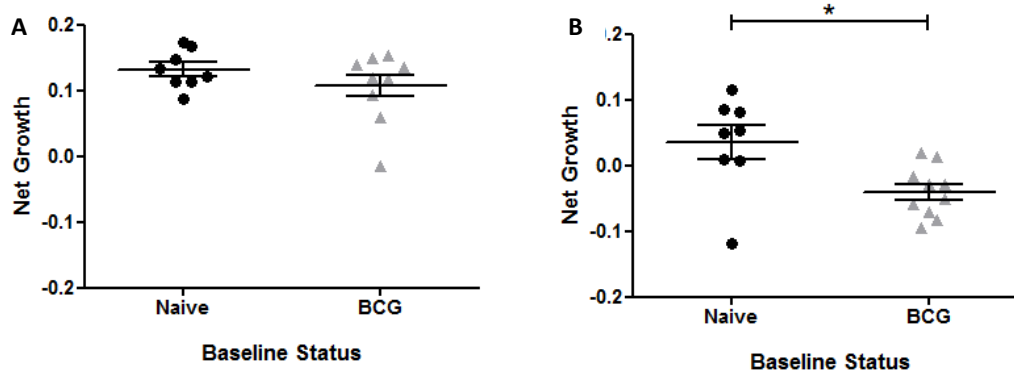 A
Net Growth
0.2
0.1
0.0
-0.1
-0.2
Naive
BCG
Baseline Status
B
*
Net Growth
0.2
0.1
0.0
-0.1
-0.2
Naive
BCG
Baseline Status